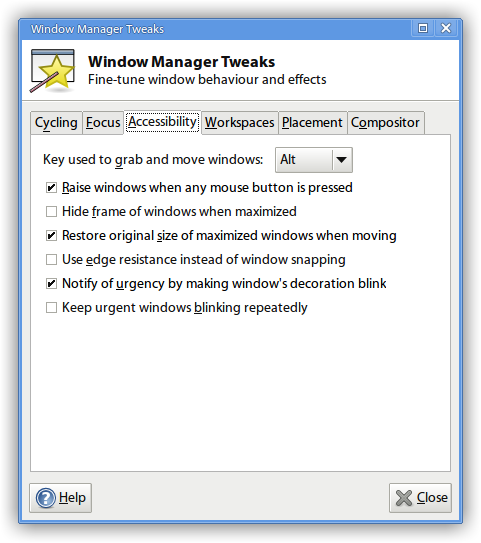 Window Manager Tweaks
Window Manager Tweaks
Fine-tune window behaviour and effects
Cycling Focus Accessibility Workspaces Placement Compositor
Key used to grab and move windows: Alt
Raise windows when any mouse button is pressed
Hide frame of windows when maximized
Restore original size of maximized windows when moving
Use edge resistance instead of window snapping
Notify of urgency by making window's decoration blink
Keep urgent windows blinking repeatedly
Help Close